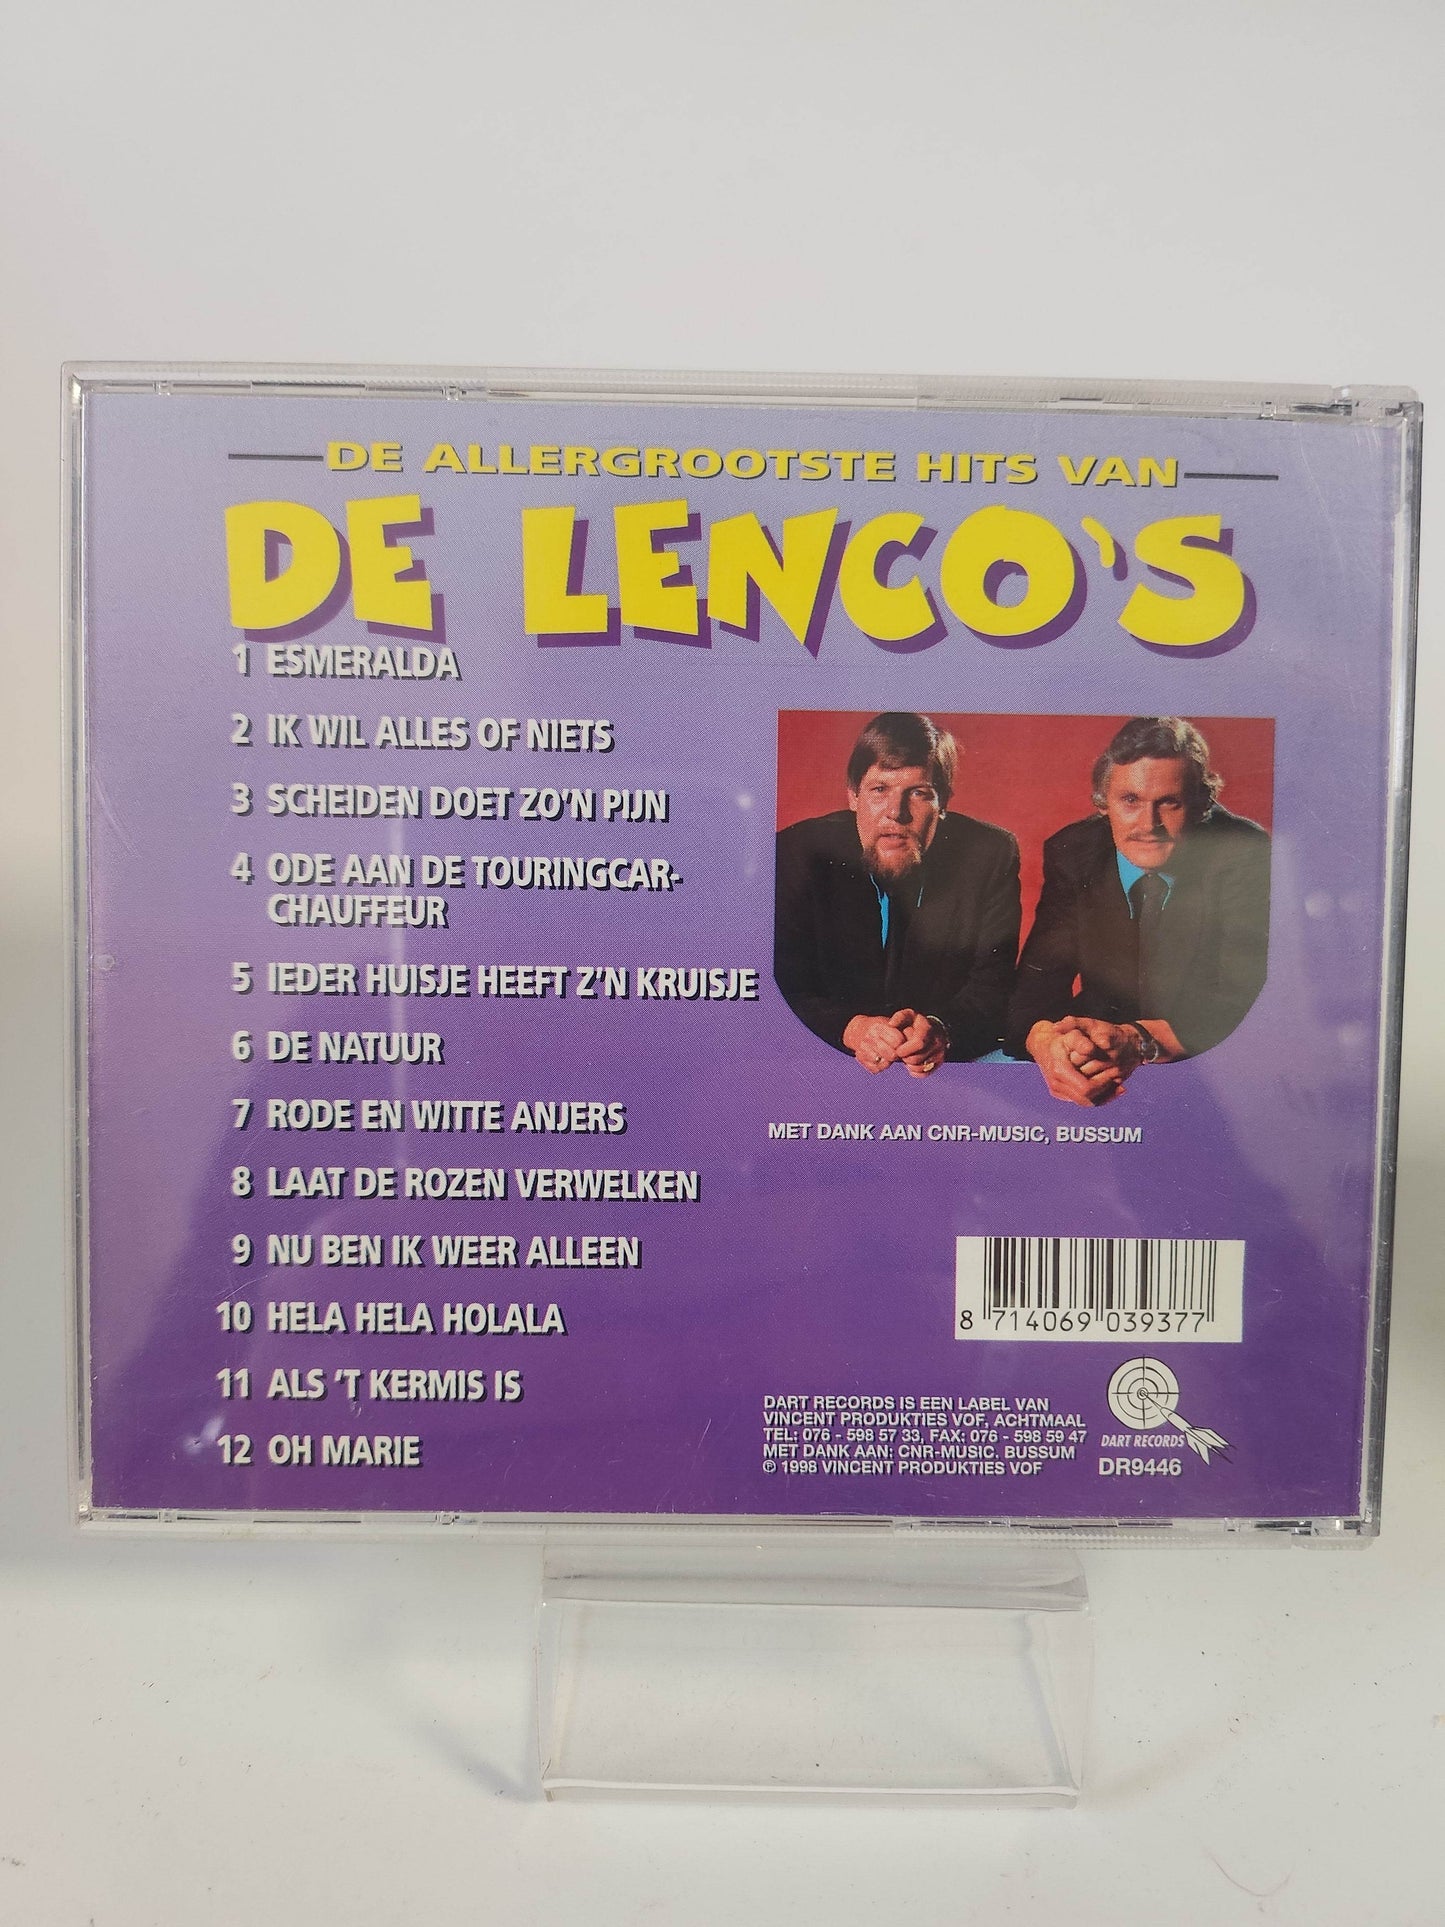 DE ALLERGROOTSTE HITS VAN
DE LENCO'S
1 ESMERALDA
2 IK WIL ALLES OF NIETS
3 SCHEIDEN DOET ZO'N PIJN
4 ODE AAN DE TOURINGCAR-
CHAUFFEUR
5 IEDER HUISJE HEEFT Z'N KRUISJE
6 DE NATUUR
7 RODE EN WITTE ANJERS
8 LAAT DE ROZEN VERWELKEN
9 NU BEN IK WEER ALLEEN
10 HELA HELA HOLALA
11 ALS 'T KERMIS IS
12 OH MARIE
MET DANK AAN CNR-MUSIC, BUSSUM
8 714069 039377
DART RECORDS IS EEN LABEL VAN
VINCENT PRODUKTIES VOF, ACHTMAAL
TEL: 076 - 598 57 33, FAX: 076 - 598 59 47
MET DANK AAN: CNR-MUSIC. BUSSUM
℗ 1998 VINCENT PRODUKTIES VOF
DART RECORDS
DR9446